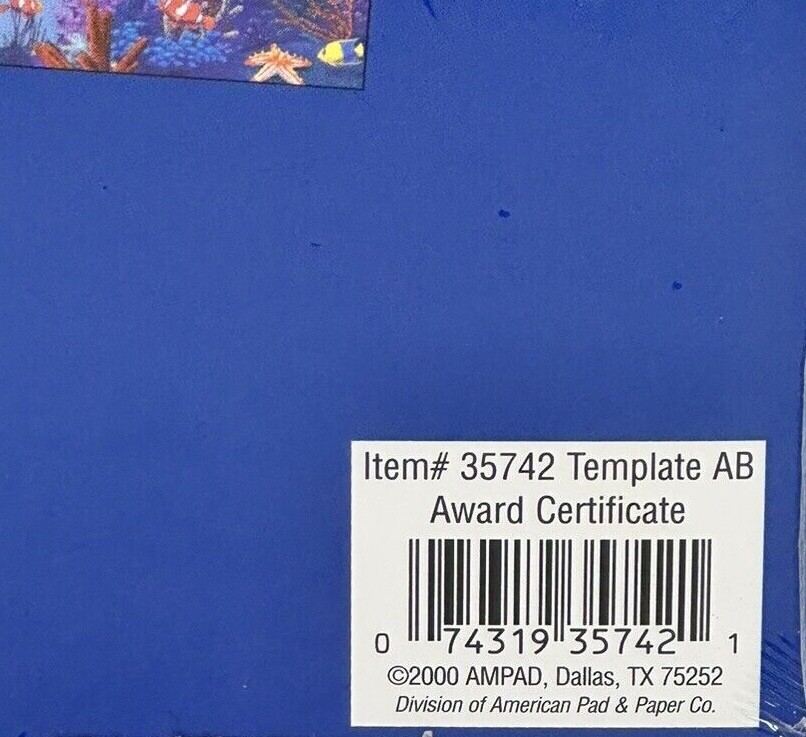 Item# 35742 Template AB
Award Certificate
0 74319 35742 1
©2000 AMPAD, Dallas, TX 75252
Division of American Pad & Paper Co.